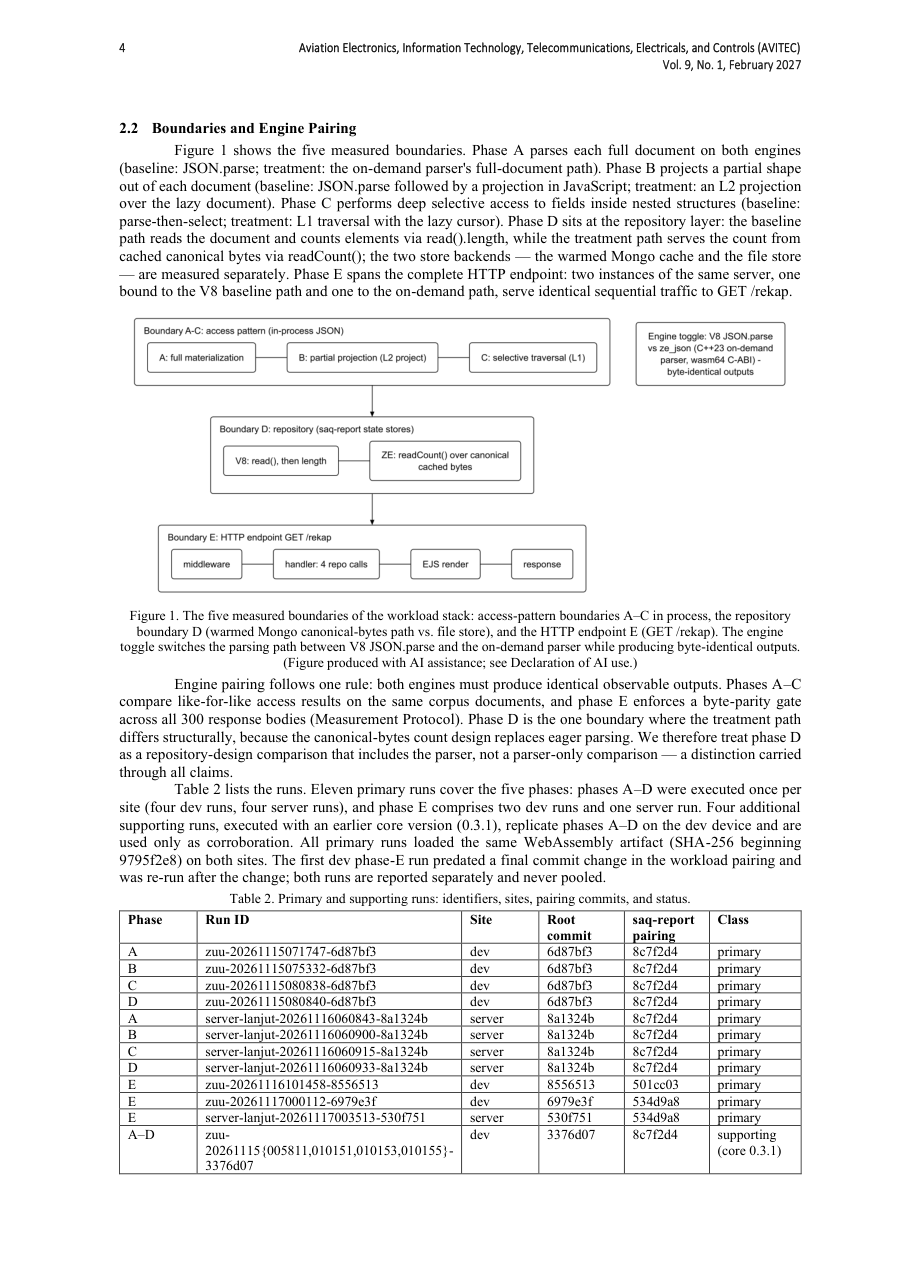 4
Aviation Electronics, Information Technology, Telecommunications, Electricals, and Controls (AVITEC)
Vol. 9, No. 1, February 2027
2.2 Boundaries and Engine Pairing
Figure 1 shows the five measured boundaries. Phase A parses each full document on both engines
(baseline: JSON.parse; treatment: the on-demand parser's full-document path). Phase B projects a partial shape
out of each document (baseline: JSON.parse followed by a projection in JavaScript; treatment: an L2 projection
over the lazy document). Phase C performs deep selective access to fields inside nested structures (baseline:
parse-then-select; treatment: L1 traversal with the lazy cursor). Phase D sits at the repository layer: the baseline
path reads the document and counts elements via read().length, while the treatment path serves the count from
cached canonical bytes via readCount(); the two store backends — the warmed Mongo cache and the file store
— are measured separately. Phase E spans the complete HTTP endpoint: two instances of the same server, one
bound to the V8 baseline path and one to the on-demand path, serve identical sequential traffic to GET /rekap.
Boundary A-C: access pattern (in-process JSON)
A: full materialization
B: partial projection (L2 project)
C: selective traversal (L1)
Engine toggle: V8 JSON.parse
vs ze_json (C++23 on-demand
parser, wasm64 C-ABI) -
byte-identical outputs
Boundary D: repository (saq-report state stores)
V8: read(), then length
ZE: readCount() over canonical
cached bytes
Boundary E: HTTP endpoint GET /rekap
middleware
handler: 4 repo calls
EJS render
response
Figure 1. The five measured boundaries of the workload stack: access-pattern boundaries A–C in process, the repository
boundary D (warmed Mongo canonical-bytes path vs. file store), and the HTTP endpoint E (GET /rekap). The engine
toggle switches the parsing path between V8 JSON.parse and the on-demand parser while producing byte-identical outputs.
(Figure produced with AI assistance; see Declaration of AI use.)
Engine pairing follows one rule: both engines must produce identical observable outputs. Phases A–C
compare like-for-like access results on the same corpus documents, and phase E enforces a byte-parity gate
across all 300 response bodies (Measurement Protocol). Phase D is the one boundary where the treatment path
differs structurally, because the canonical-bytes count design replaces eager parsing. We therefore treat phase D
as a repository-design comparison that includes the parser, not a parser-only comparison — a distinction carried
through all claims.
Table 2 lists the runs. Eleven primary runs cover the five phases: phases A–D were executed once per
site (four dev runs, four server runs), and phase E comprises two dev runs and one server run. Four additional
supporting runs, executed with an earlier core version (0.3.1), replicate phases A–D on the dev device and are
used only as corroboration. All primary runs loaded the same WebAssembly artifact (SHA-256 beginning
9795f2e8) on both sites. The first dev phase-E run predated a final commit change in the workload pairing and
was re-run after the change; both runs are reported separately and never pooled.
Table 2. Primary and supporting runs: identifiers, sites, pairing commits, and status.
Phase Run ID Site Root commit saq-report pairing Class
A zuu-20261115071747-6d87bf3 dev 6d87bf3 8c7f2d4 primary
B zuu-20261115075332-6d87bf3 dev 6d87bf3 8c7f2d4 primary
C zuu-20261115080838-6d87bf3 dev 6d87bf3 8c7f2d4 primary
D zuu-20261115080840-6d87bf3 dev 6d87bf3 8c7f2d4 primary
A server-lanjut-20261116060843-8a1324b server 8a1324b 8c7f2d4 primary
B server-lanjut-20261116060900-8a1324b server 8a1324b 8c7f2d4 primary
C server-lanjut-20261116060915-8a1324b server 8a1324b 8c7f2d4 primary
D server-lanjut-20261116060933-8a1324b server 8a1324b 8c7f2d4 primary
E zuu-20261116101458-8556513 dev 8556513 501cc03 primary
E zuu-20261117000112-6979e3f dev 6979e3f 534d9a8 primary
E server-lanjut-20261117003513-530f751 server 530f751 534d9a8 primary
A–D zuu-20261115{005811,010151,010153,010155}-3376d07 dev 3376d07 8c7f2d4 supporting (core 0.3.1)